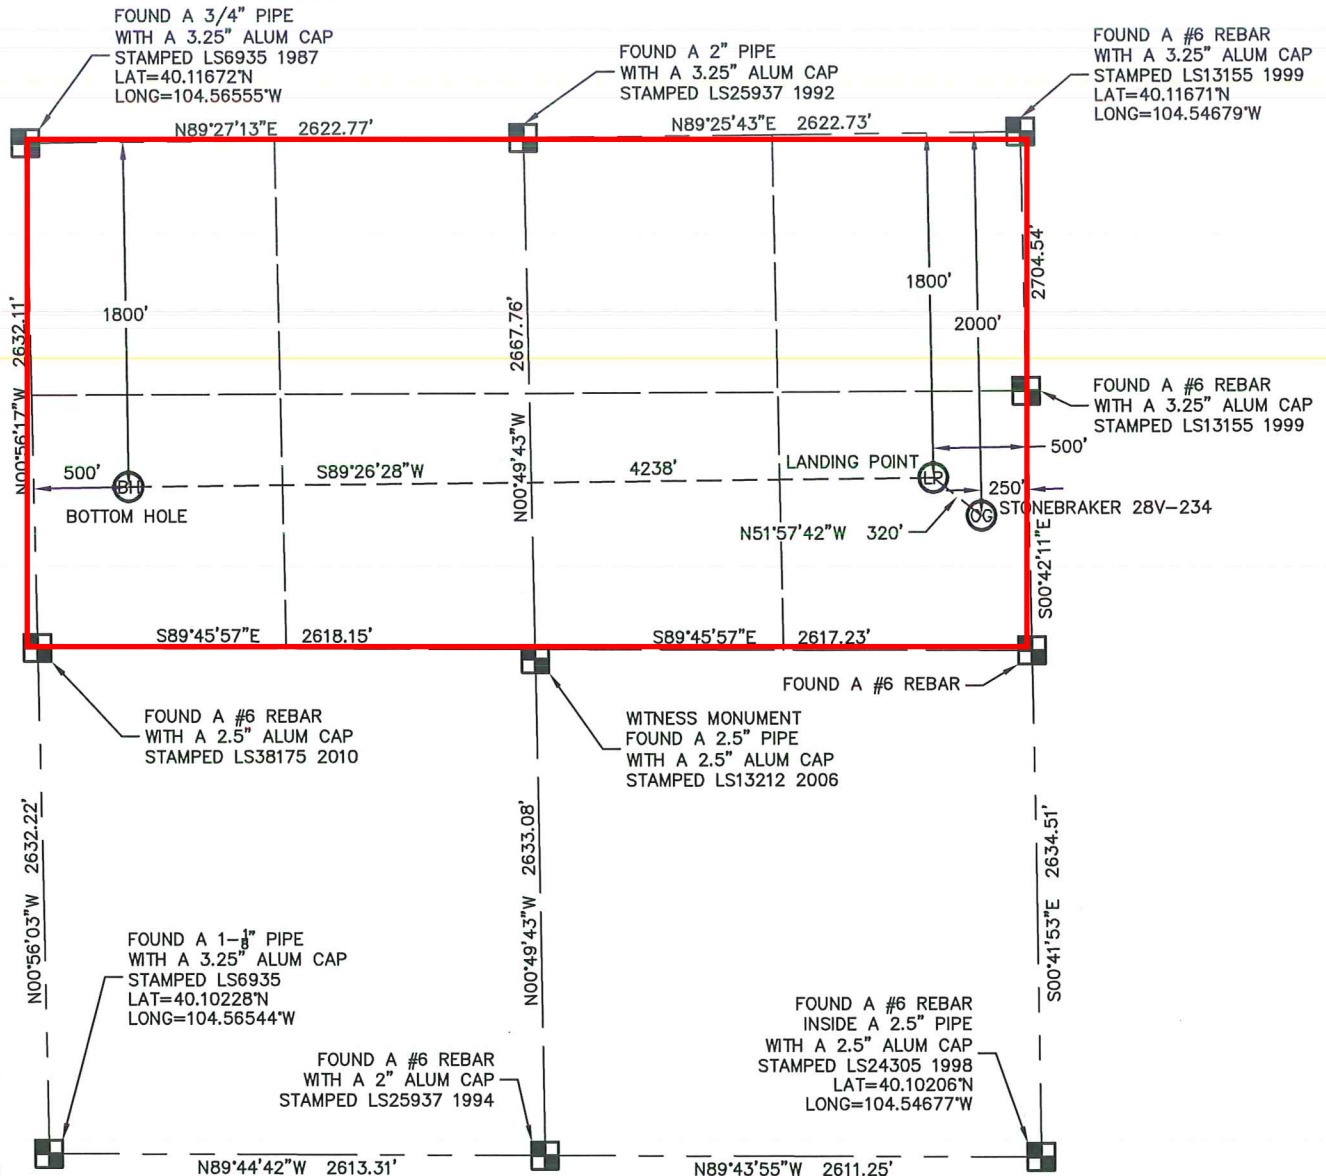 FOUND A 3/4" PIPE
WITH A 3.25" ALUM CAP
STAMPED LS6935 1987
LAT=40.11672°N
LONG=104.56555°W
FOUND A 2" PIPE
WITH A 3.25" ALUM CAP
STAMPED LS25937 1992
FOUND A #6 REBAR
WITH A 3.25" ALUM CAP
STAMPED LS13155 1999
LAT=40.11671°N
LONG=104.54679°W
N89°27'13"E 2622.77'
N89°25'43"E 2622.73'
N00°56'17"W 2632.11'
1800'
N00°49'43"W 2667.76'
1800'
2000'
S00°42'11"E 2704.54'
FOUND A #6 REBAR
WITH A 3.25" ALUM CAP
STAMPED LS13155 1999
500'
BH
BOTTOM HOLE
S89°26'28"W 4238'
LANDING POINT
LP
500'
250'
OG
STONEBRAKER 28V-234
N51°57'42"W 320'
S89°45'57"E 2618.15'
S89°45'57"E 2617.23'
FOUND A #6 REBAR
FOUND A #6 REBAR
WITH A 2.5" ALUM CAP
STAMPED LS38175 2010
WITNESS MONUMENT
FOUND A 2.5" PIPE
WITH A 2.5" ALUM CAP
STAMPED LS13212 2006
N00°56'03"W 2632.22'
N00°49'43"W 2633.08'
S00°41'53"E 2634.51'
FOUND A 1-1/8" PIPE
WITH A 3.25" ALUM CAP
STAMPED LS6935
LAT=40.10228°N
LONG=104.56544°W
FOUND A #6 REBAR
WITH A 2" ALUM CAP
STAMPED LS25937 1994
FOUND A #6 REBAR
INSIDE A 2.5" PIPE
WITH A 2.5" ALUM CAP
STAMPED LS24305 1998
LAT=40.10206°N
LONG=104.54677°W
N89°44'42"W 2613.31'
N89°43'55"W 2611.25'